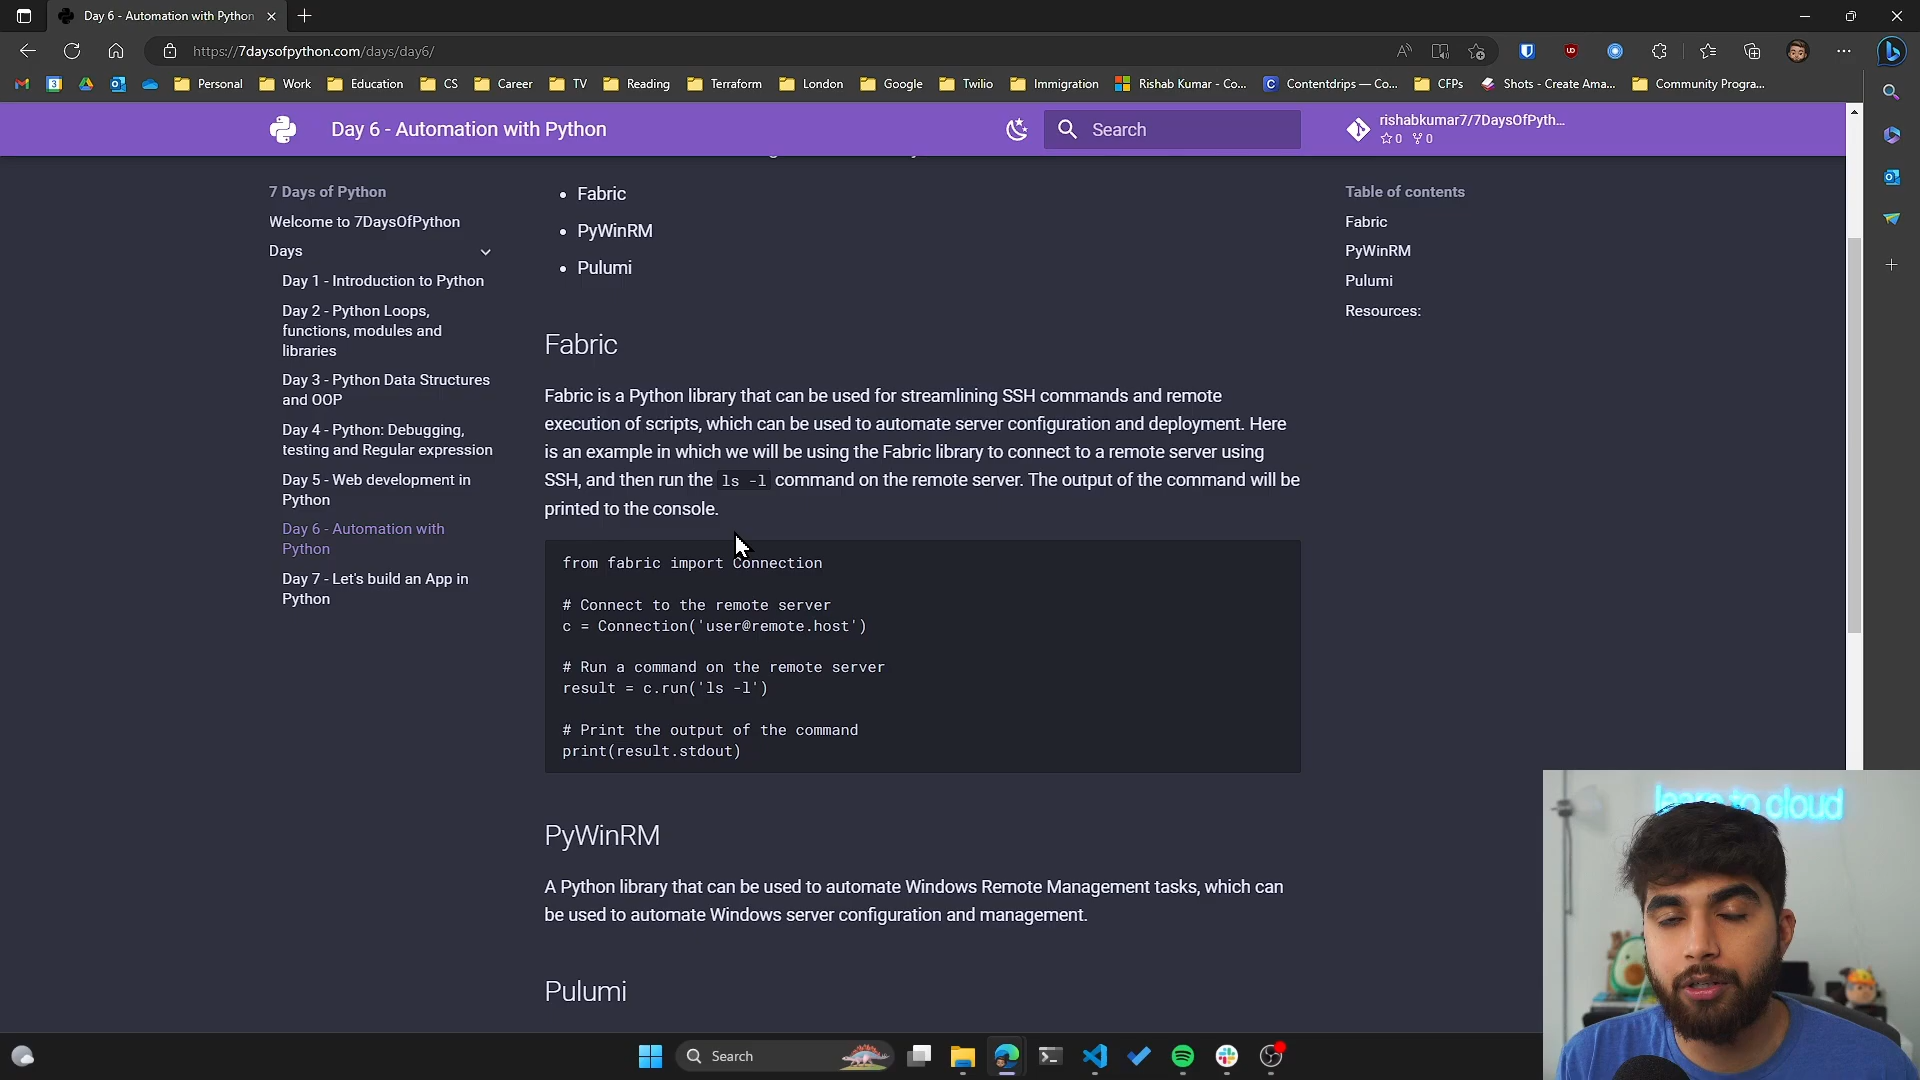 Day 6 - Automation with Python
https://7daysofpython.com/days/day6/
Personal
Work
Education
CS
Career
TV
Reading
Terraform
London
Google
Twilio
Immigration
Rishab Kumar - Co...
Contentdrips — Co...
CFPs
Shots - Create Ama...
Community Progra...
Day 6 - Automation with Python
Search
rishabkumar7/7DaysOfPyth...
0 0
7 Days of Python
Welcome to 7DaysOfPython
Days
Day 1 - Introduction to Python
Day 2 - Python Loops,
functions, modules and
libraries
Day 3 - Python Data Structures
and OOP
Day 4 - Python: Debugging,
testing and Regular expression
Day 5 - Web development in
Python
Day 6 - Automation with
Python
Day 7 - Let's build an App in
Python
• Fabric
• PyWinRM
• Pulumi
Fabric
Fabric is a Python library that can be used for streamlining SSH commands and remote
execution of scripts, which can be used to automate server configuration and deployment. Here
is an example in which we will be using the Fabric library to connect to a remote server using
SSH, and then run the ls -l command on the remote server. The output of the command will be
printed to the console.
from fabric import Connection
# Connect to the remote server
c = Connection('user@remote.host')
# Run a command on the remote server
result = c.run('ls -l')
# Print the output of the command
print(result.stdout)
PyWinRM
A Python library that can be used to automate Windows Remote Management tasks, which can
be used to automate Windows server configuration and management.
Pulumi
Table of contents
Fabric
PyWinRM
Pulumi
Resources:
learn to cloud
Search